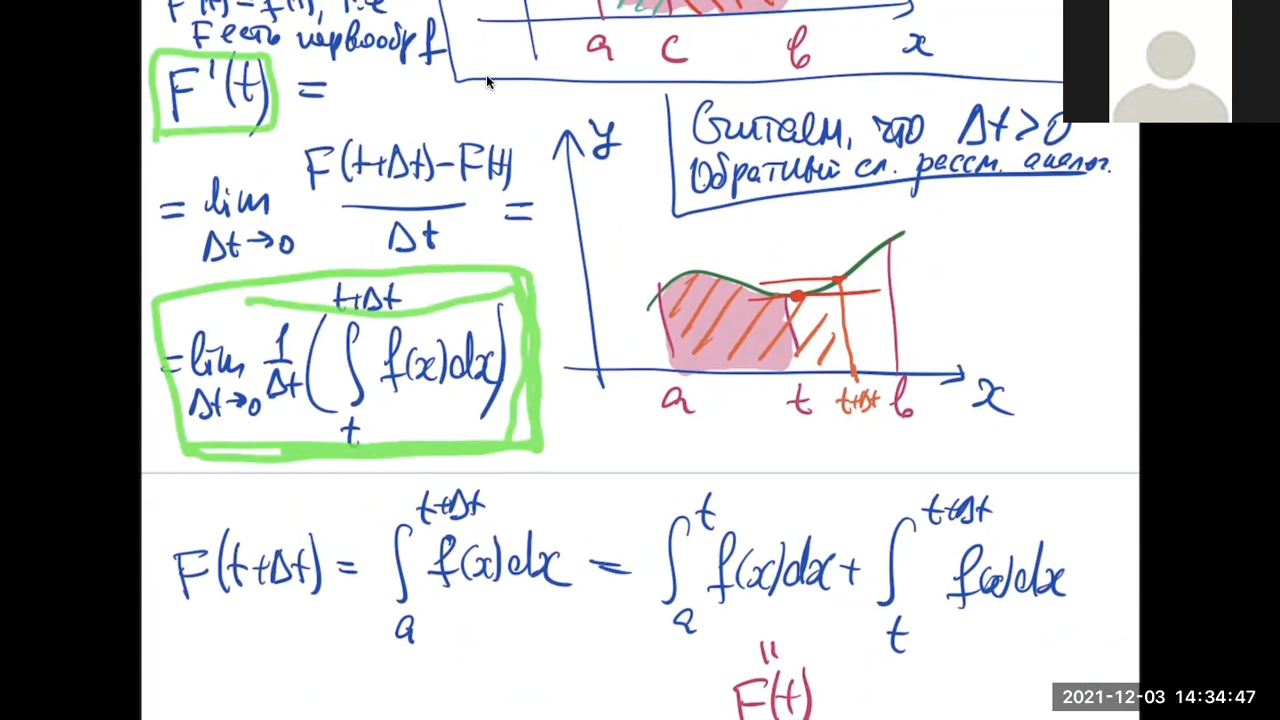 F есть первообр f
a c b x
F'(t) =
= lim Δt→0 F(t+Δt)-F(t) / Δt =
y
Считаем, что Δt>0
Обратный сл. рассм. аналог.
= lim Δt→0 1/Δt ( ∫ₜ^(t+Δt) f(x)dx )
a t t+Δt b x
F(t+Δt) = ∫ₐ^(t+Δt) f(x)dx = ∫ₐ^t f(x)dx + ∫ₜ^(t+Δt) f(x)dx
"
F(t)
2021-12-03 14:34:47